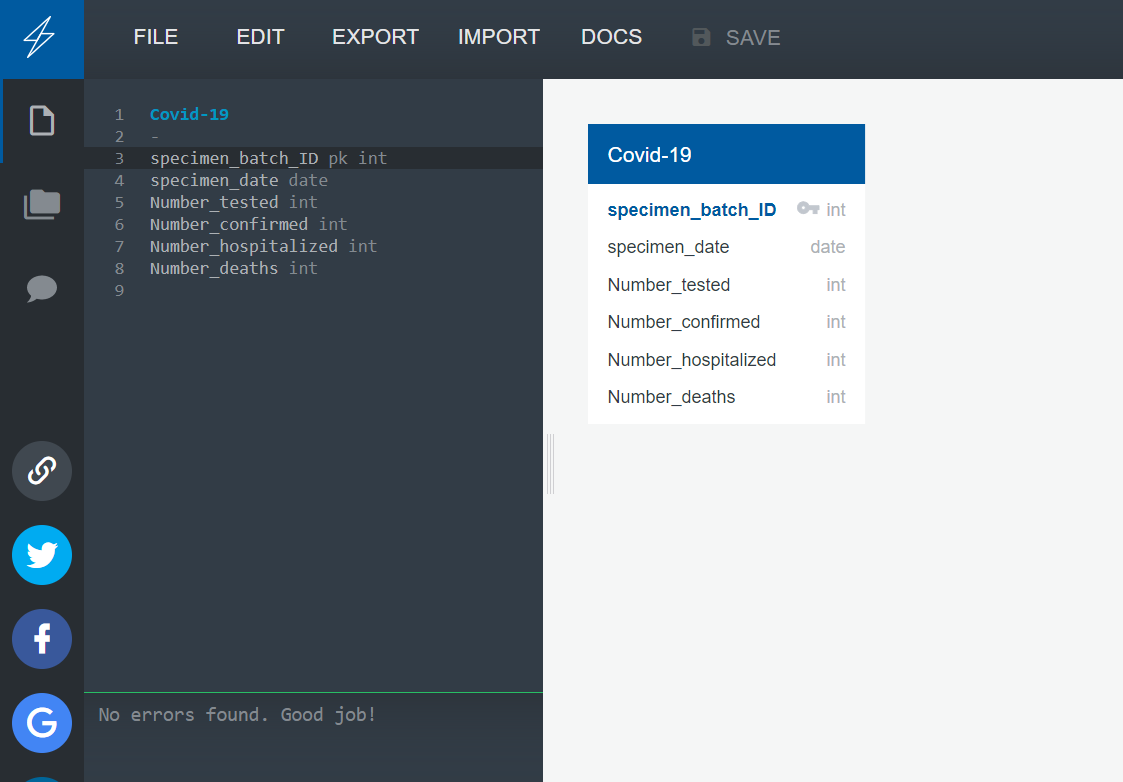 FILE EDIT EXPORT IMPORT DOCS SAVE
1 Covid-19
2 -
3 specimen_batch_ID pk int
4 specimen_date date
5 Number_tested int
6 Number_confirmed int
7 Number_hospitalized int
8 Number_deaths int
9
No errors found. Good job!
Covid-19
specimen_batch_ID int
specimen_date date
Number_tested int
Number_confirmed int
Number_hospitalized int
Number_deaths int